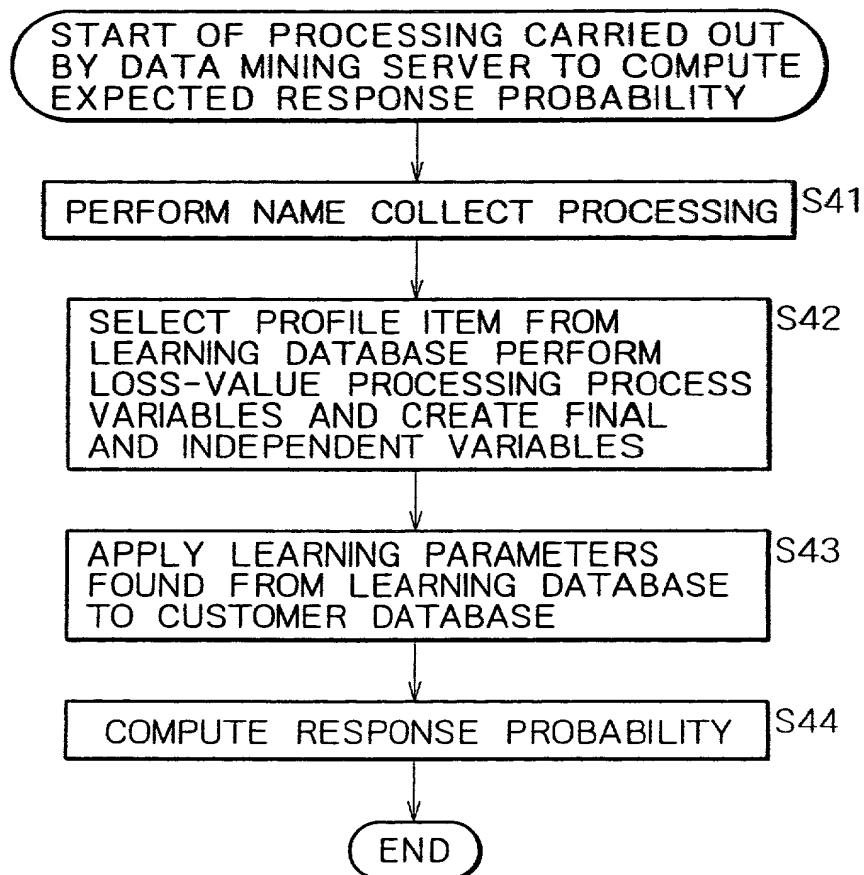 START OF PROCESSING CARRIED OUT
BY DATA MINING SERVER TO COMPUTE
EXPECTED RESPONSE PROBABILITY
PERFORM NAME COLLECT PROCESSING
S41
SELECT PROFILE ITEM FROM
LEARNING DATABASE PERFORM
LOSS-VALUE PROCESSING PROCESS
VARIABLES AND CREATE FINAL
AND INDEPENDENT VARIABLES
S42
APPLY LEARNING PARAMETERS
FOUND FROM LEARNING DATABASE
TO CUSTOMER DATABASE
S43
COMPUTE RESPONSE PROBABILITY
S44
END